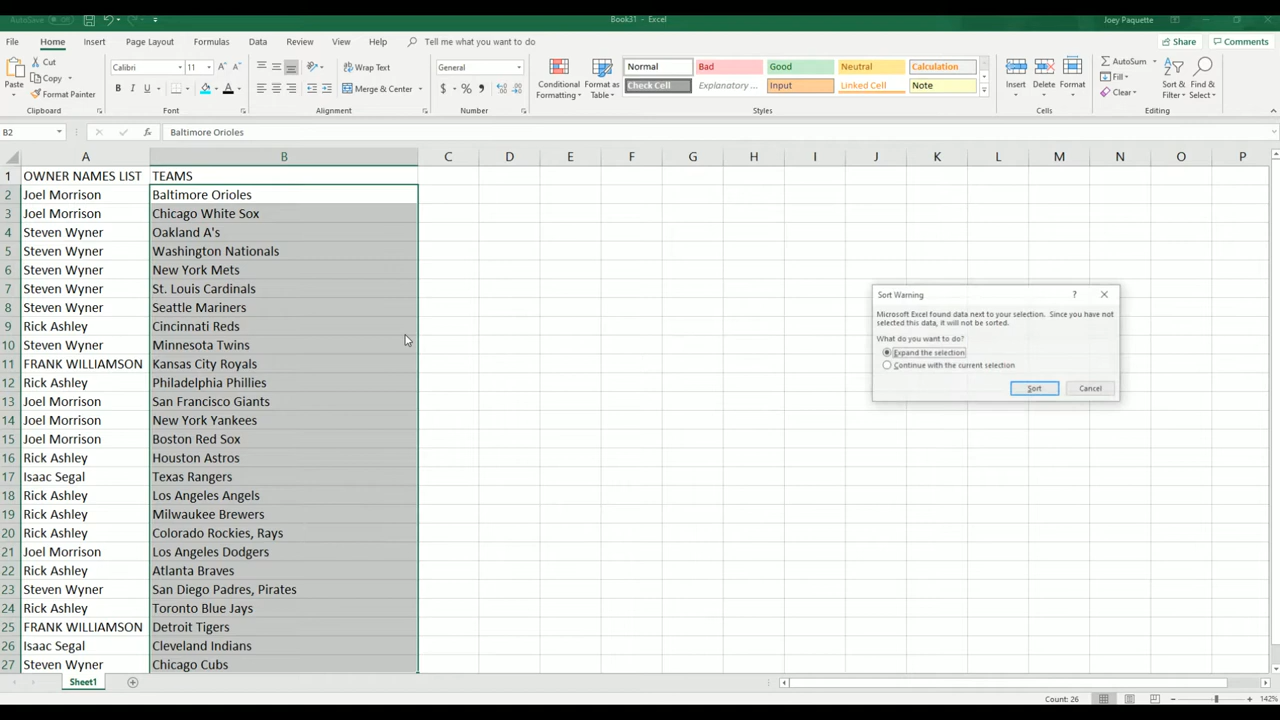 AutoSave Off Book31 - Excel Joey Paquette
File Home Insert Page Layout Formulas Data Review View Help Tell me what you want to do Share Comments
Paste Cut Copy Format Painter
Clipboard
Calibri 11
B I U
Font
Wrap Text
Merge & Center
Alignment
General
$ % 9
Number
Conditional Formatting
Format as Table
Normal Bad Good Neutral Calculation
Check Cell Explanatory ... Input Linked Cell Note
Styles
Insert Delete Format
Cells
AutoSum
Fill
Clear
Sort & Filter
Find & Select
Editing
B2 fx Baltimore Orioles
A B C D E F G H I J K L M N O P
1 OWNER NAMES LIST TEAMS
2 Joel Morrison Baltimore Orioles
3 Joel Morrison Chicago White Sox
4 Steven Wyner Oakland A's
5 Steven Wyner Washington Nationals
6 Steven Wyner New York Mets
7 Steven Wyner St. Louis Cardinals
8 Steven Wyner Seattle Mariners
9 Rick Ashley Cincinnati Reds
10 Steven Wyner Minnesota Twins
11 FRANK WILLIAMSON Kansas City Royals
12 Rick Ashley Philadelphia Phillies
13 Joel Morrison San Francisco Giants
14 Joel Morrison New York Yankees
15 Joel Morrison Boston Red Sox
16 Rick Ashley Houston Astros
17 Isaac Segal Texas Rangers
18 Rick Ashley Los Angeles Angels
19 Rick Ashley Milwaukee Brewers
20 Rick Ashley Colorado Rockies, Rays
21 Joel Morrison Los Angeles Dodgers
22 Rick Ashley Atlanta Braves
23 Steven Wyner San Diego Padres, Pirates
24 Rick Ashley Toronto Blue Jays
25 FRANK WILLIAMSON Detroit Tigers
26 Isaac Segal Cleveland Indians
27 Steven Wyner Chicago Cubs
Sort Warning ?
Microsoft Excel found data next to your selection. Since you have not
selected this data, it will not be sorted.
What do you want to do?
Expand the selection
Continue with the current selection
Sort Cancel
Sheet1
Count: 26 142%